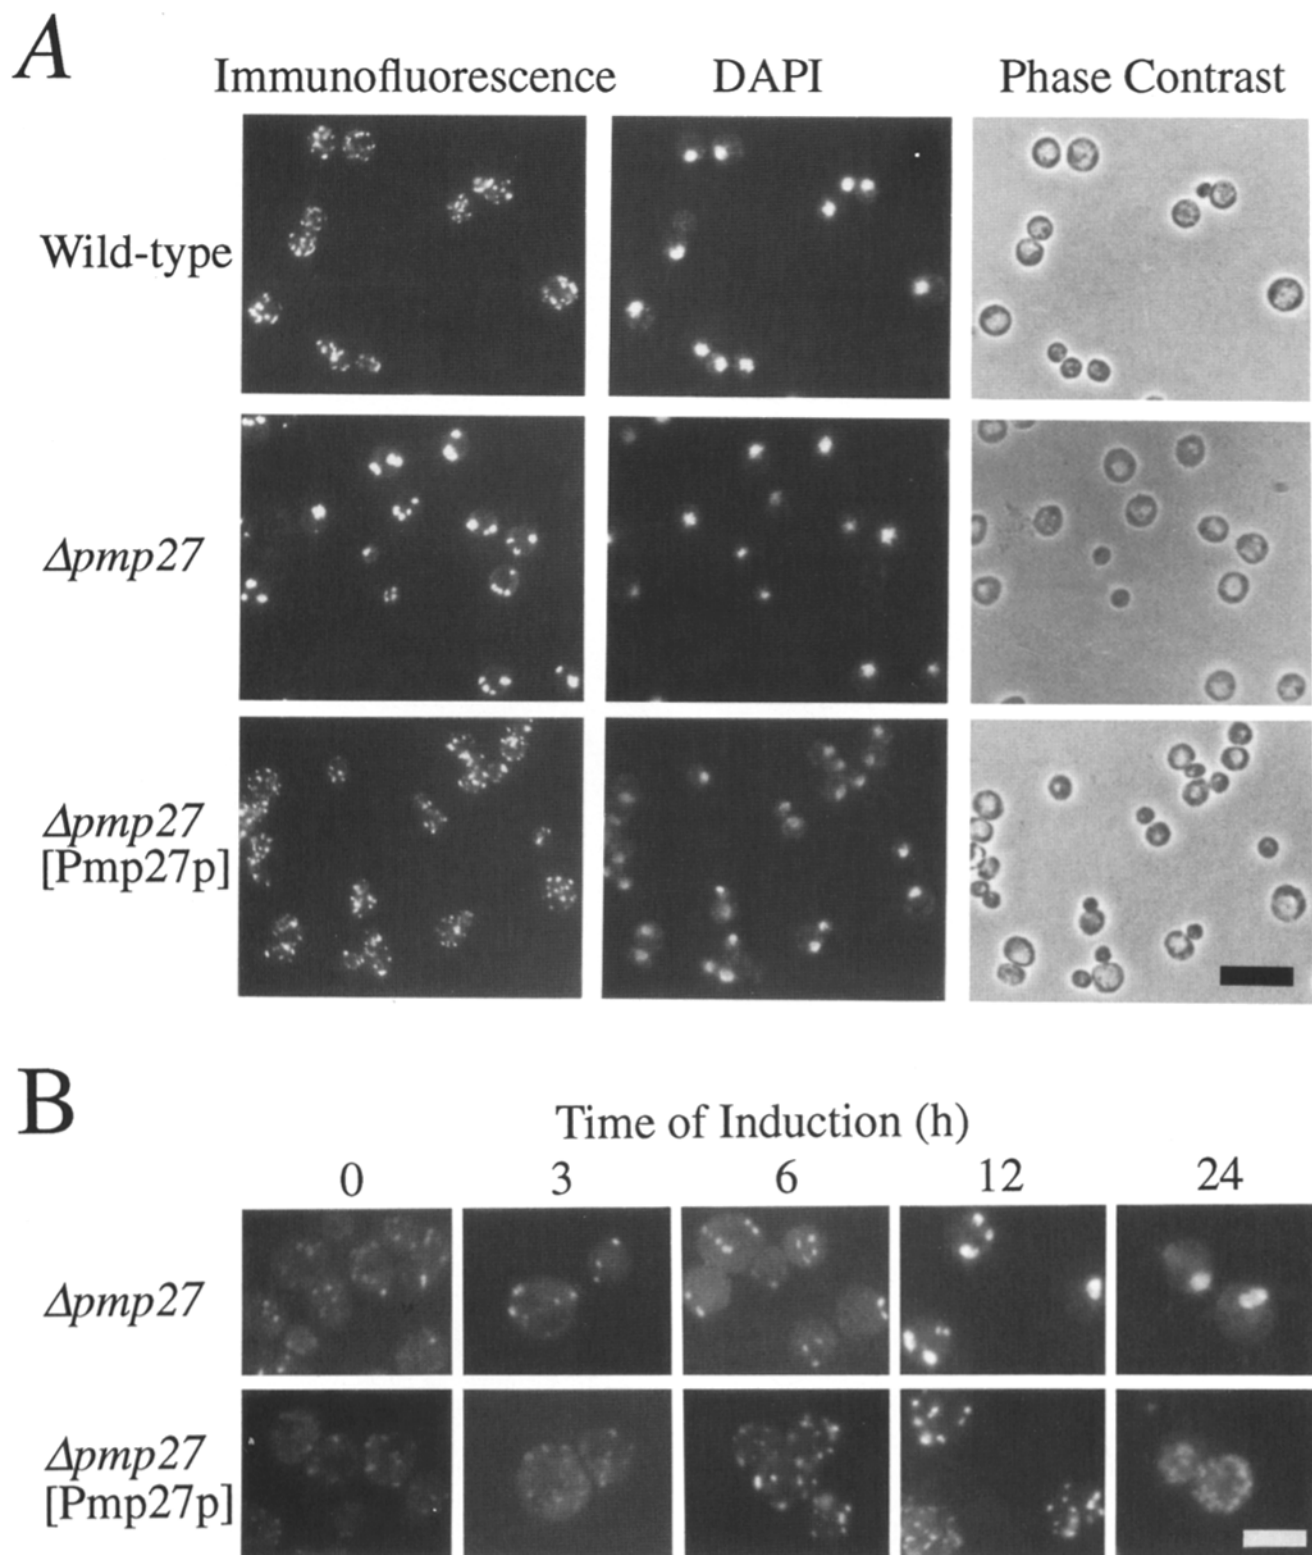 A
Immunofluorescence DAPI Phase Contrast
Wild-type
Δpmp27
Δpmp27
[Pmp27p]
B
Time of Induction (h)
0 3 6 12 24
Δpmp27
Δpmp27
[Pmp27p]